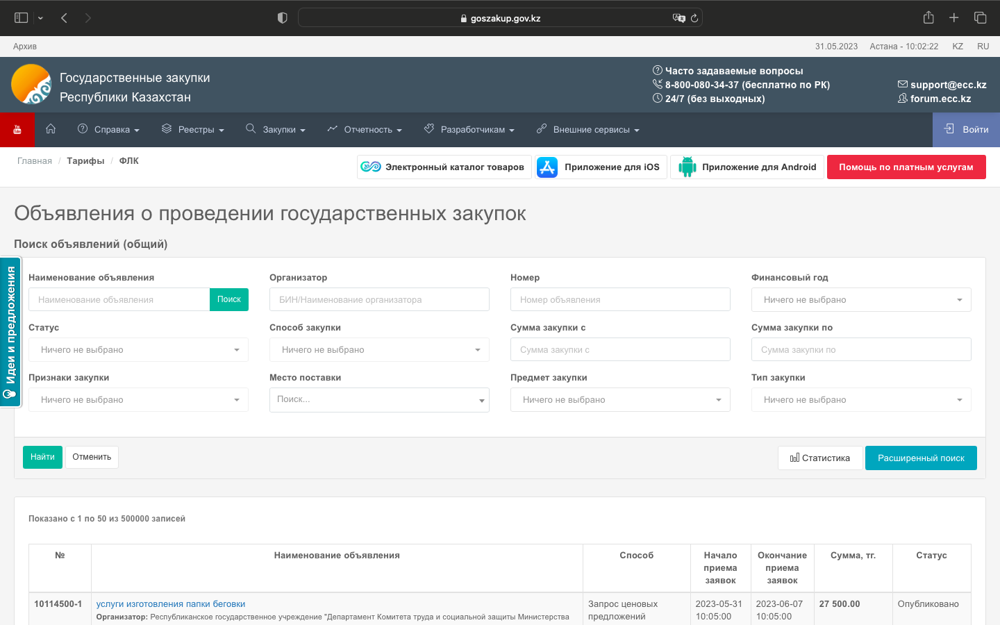 goszakup.gov.kz
Архив
31.05.2023 Астана - 10:02:22 KZ RU
Государственные закупки
Республики Казахстан
Часто задаваемые вопросы
8-800-080-34-37 (бесплатно по РК)
24/7 (без выходных)
support@ecc.kz
forum.ecc.kz
Справка Реестры Закупки Отчетность Разработчикам Внешние сервисы Войти
Главная / Тарифы / ФЛК
Электронный каталог товаров Приложение для iOS Приложение для Android Помощь по платным услугам
Объявления о проведении государственных закупок
Поиск объявлений (общий)
Идеи и предложения
Наименование объявления Организатор Номер Финансовый год
Наименование объявления Поиск БИН/Наименование организатора Номер объявления Ничего не выбрано
Статус Способ закупки Сумма закупки с Сумма закупки по
Ничего не выбрано Ничего не выбрано Сумма закупки с Сумма закупки по
Признаки закупки Место поставки Предмет закупки Тип закупки
Ничего не выбрано Поиск... Ничего не выбрано Ничего не выбрано
Найти Отменить Статистика Расширенный поиск
Показано с 1 по 50 из 500000 записей
№ Наименование объявления Способ Начало Окончание Сумма, тг. Статус
приема приема
заявок заявок
10114500-1 услуги изготовления папки беговки Запрос ценовых 2023-05-31 2023-06-07 27 500.00 Опубликовано
Организатор: Республиканское государственное учреждение "Департамент Комитета труда и социальной защиты Министерства предложений 10:05:00 10:05:00